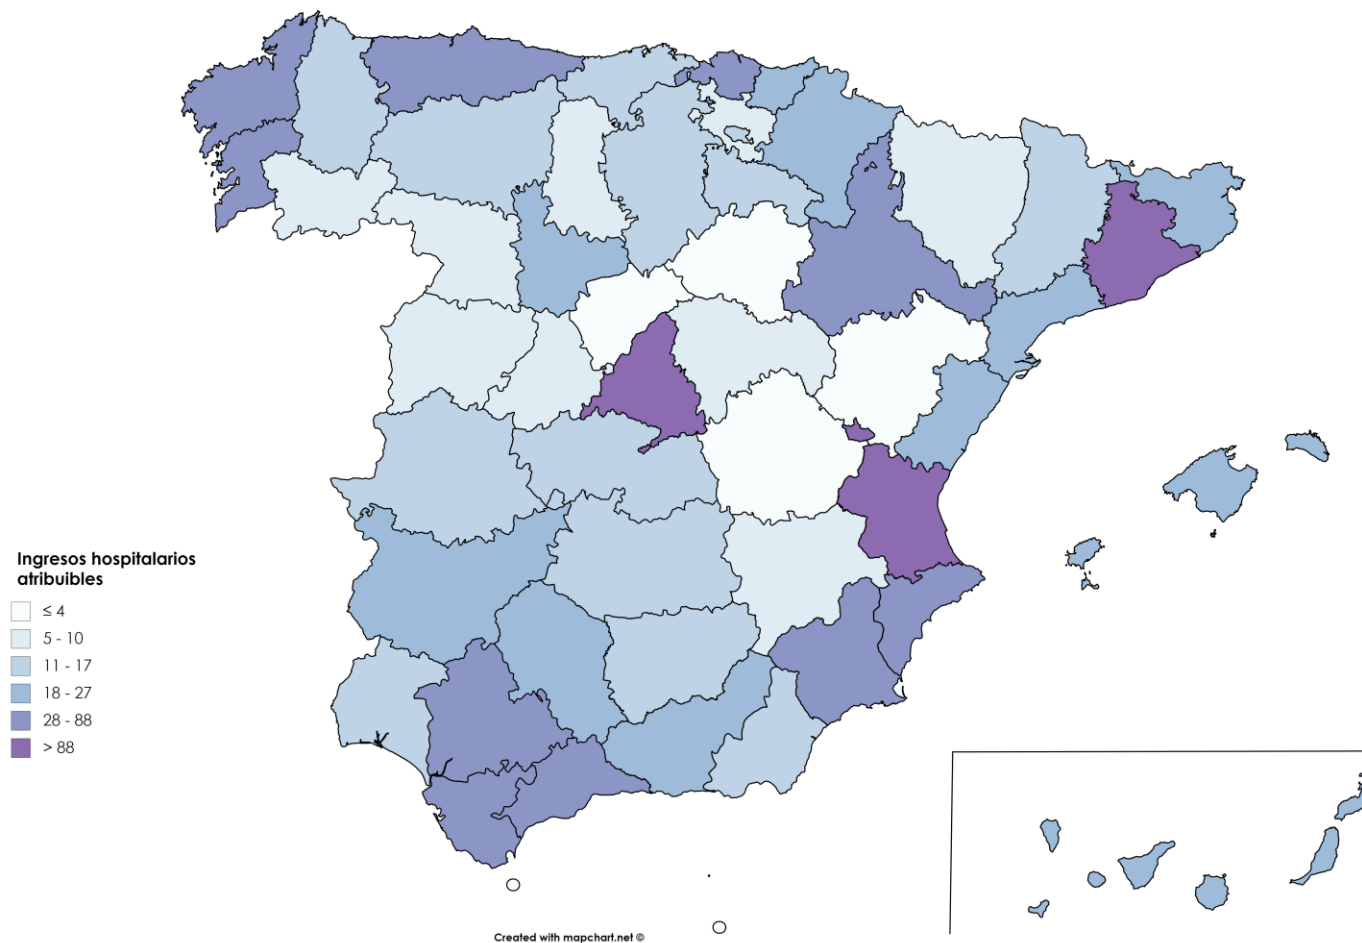 Ingresos hospitalarios
atribuibles
≤ 4
5 - 10
11 - 17
18 - 27
28 - 88
> 88
Created with mapchart.net ©